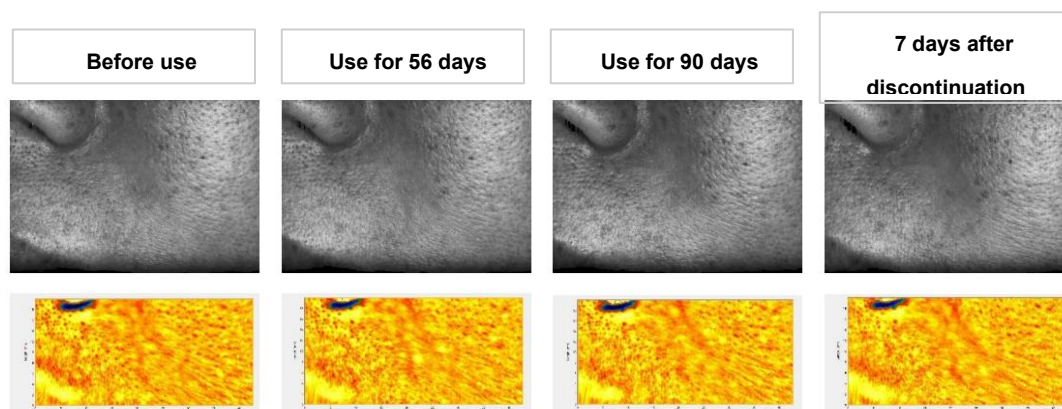 Before use
Use for 56 days
Use for 90 days
7 days after
discontinuation